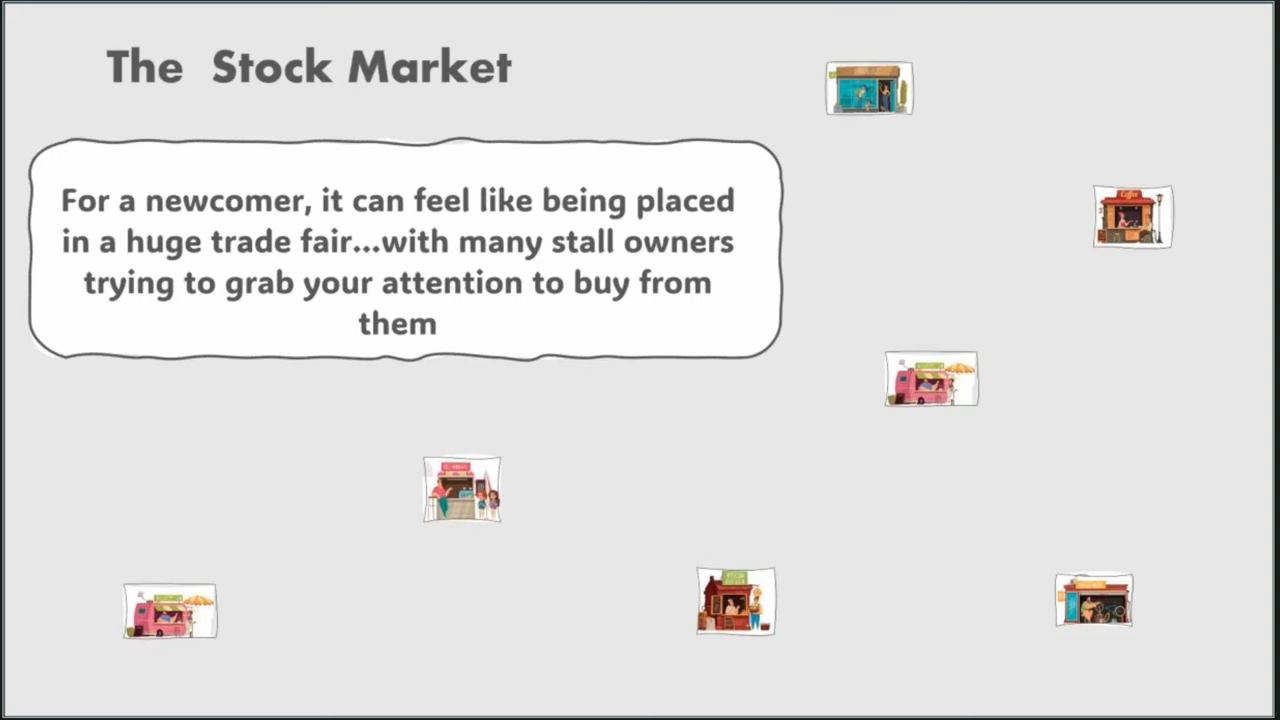 The  Stock Market
For a newcomer, it can feel like being placed
in a huge trade fair...with many stall owners
trying to grab your attention to buy from
them
Coffee